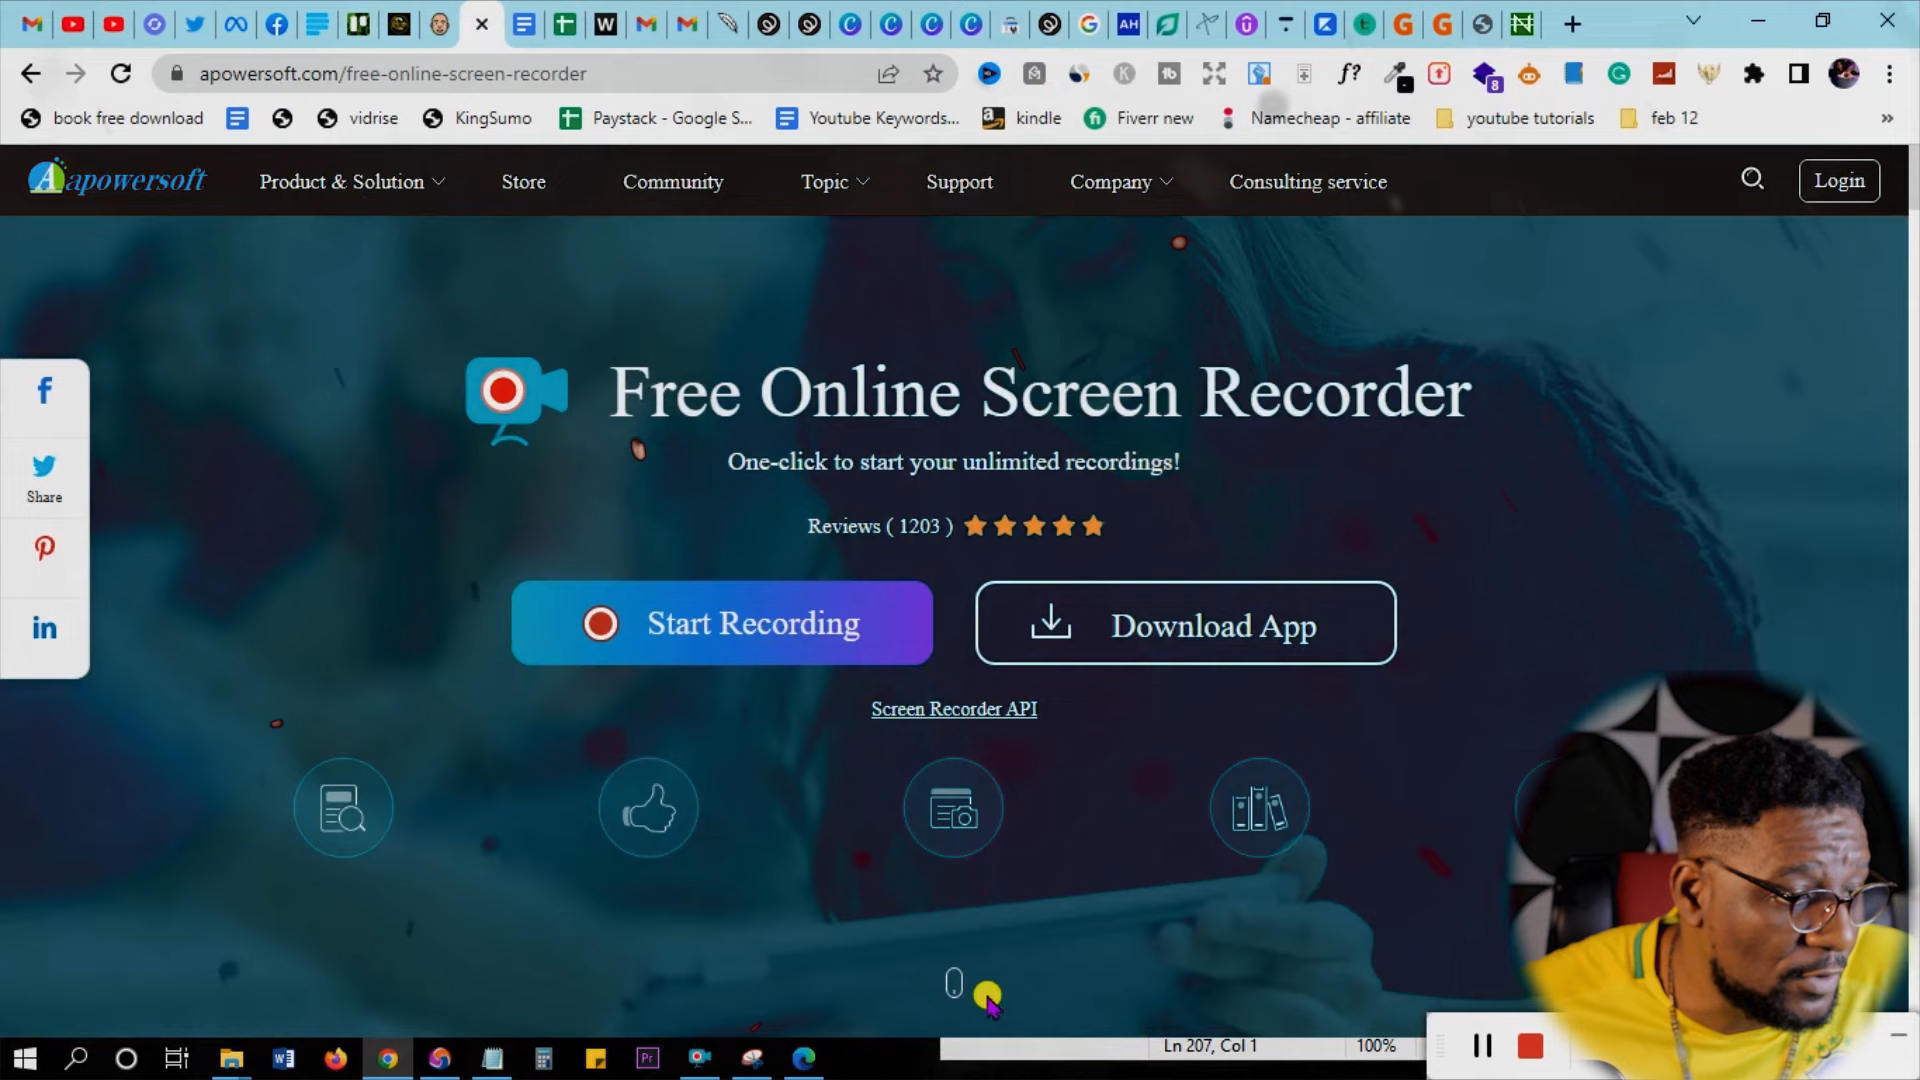 apowersoft.com/free-online-screen-recorder
f?
8
book free download
vidrise
KingSumo
Paystack - Google S...
Youtube Keywords...
kindle
Fiverr new
Namecheap - affiliate
youtube tutorials
feb 12
»
apowersoft
Product & Solution
Store
Community
Topic
Support
Company
Consulting service
Login
Free Online Screen Recorder
One-click to start your unlimited recordings!
Reviews ( 1203 )
Share
in
Start Recording
Download App
Screen Recorder API
Ln 207, Col 1
100%